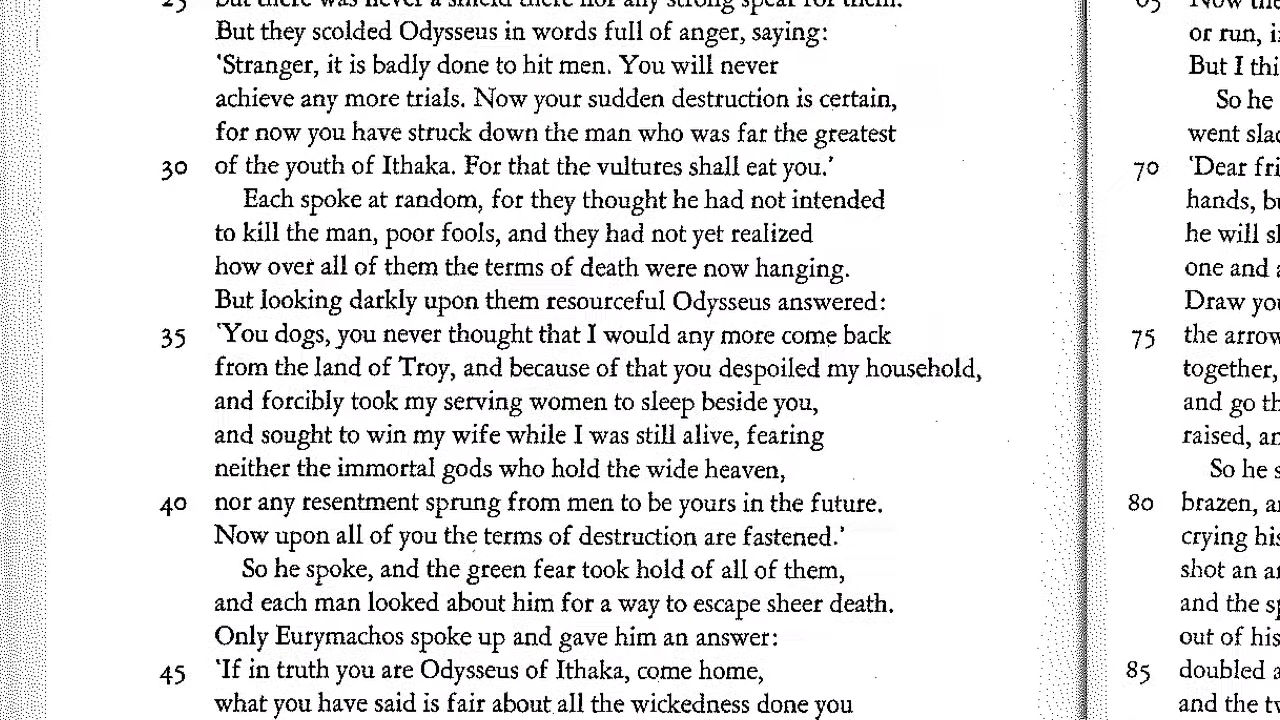 25 but there was never a shield there nor any strong spear for them.
But they scolded Odysseus in words full of anger, saying:
'Stranger, it is badly done to hit men. You will never
achieve any more trials. Now your sudden destruction is certain,
for now you have struck down the man who was far the greatest
30 of the youth of Ithaka. For that the vultures shall eat you.'
Each spoke at random, for they thought he had not intended
to kill the man, poor fools, and they had not yet realized
how over all of them the terms of death were now hanging.
But looking darkly upon them resourceful Odysseus answered:
35 'You dogs, you never thought that I would any more come back
from the land of Troy, and because of that you despoiled my household,
and forcibly took my serving women to sleep beside you,
and sought to win my wife while I was still alive, fearing
neither the immortal gods who hold the wide heaven,
40 nor any resentment sprung from men to be yours in the future.
Now upon all of you the terms of destruction are fastened.'
So he spoke, and the green fear took hold of all of them,
and each man looked about him for a way to escape sheer death.
Only Eurymachos spoke up and gave him an answer:
45 'If in truth you are Odysseus of Ithaka, come home,
what you have said is fair about all the wickedness done you
65 Now the
or run,
But I
So he
went
70 'Dear
hands,
he will
one and
Draw
75 the
together,
and go
raised,
So he
80 brazen,
crying
shot an
and the
out of his
85 doubled
and the